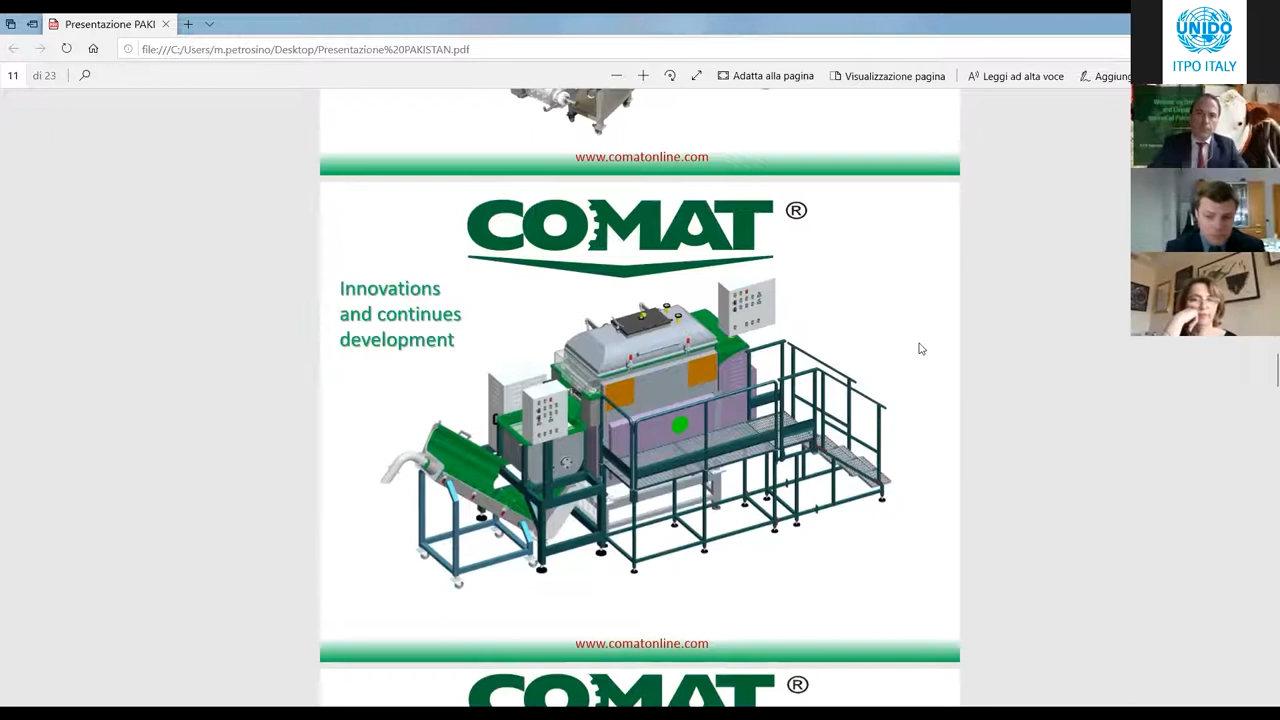 Presentazione PAKI
file:///C:/Users/m.petrosino/Desktop/Presentazione%20PAKISTAN.pdf
11 di 23
Adatta alla pagina
Visualizzazione pagina
Leggi ad alta voce
Aggiung
UNIDO
ITPO ITALY
www.comatonline.com
COMAT ®
Innovations
and continues
development
www.comatonline.com
COMAT ®